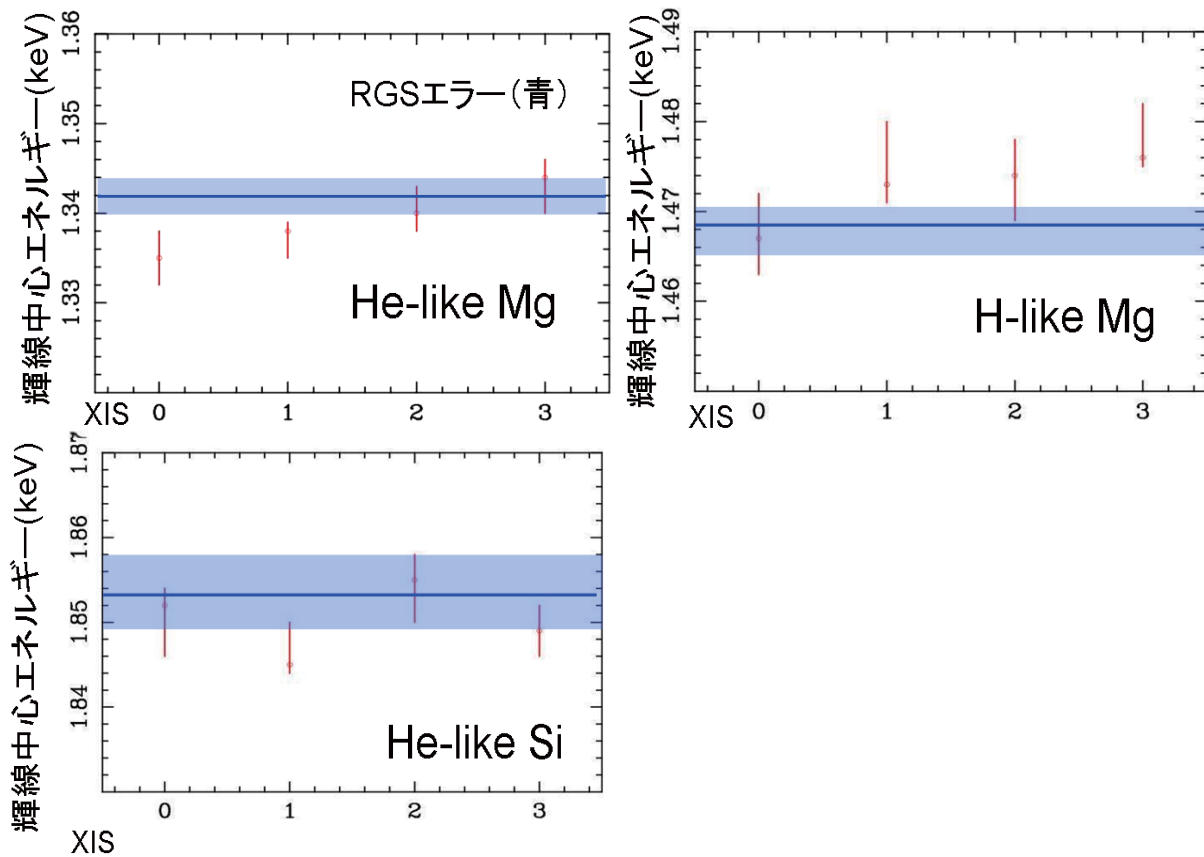 輝線中心エネルギー(keV)
1.36
1.35
1.34
1.33
RGSエラー(青)
He-like Mg
XIS 0 1 2 3
輝線中心エネルギー(keV)
1.49
1.48
1.47
1.46
H-like Mg
XIS 0 1 2 3
輝線中心エネルギー(keV)
1.87
1.86
1.85
1.84
He-like Si
0 1 2 3
XIS